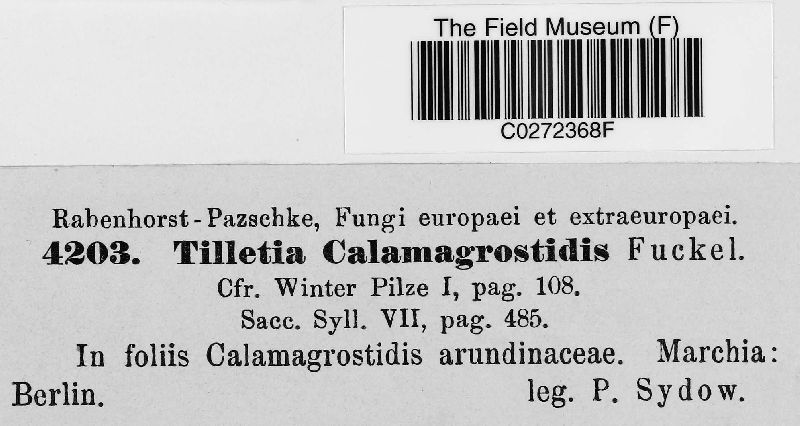 The Field Museum (F)
C0272368F
Rabenhorst-Pazschke, Fungi europaei et extraeuropaei.
4203. Tilletia Calamagrostidis Fuckel.
Cfr. Winter Pilze I, pag. 108.
Sacc. Syll. VII, pag. 485.
In foliis Calamagrostidis arundinaceae. Marchia:
Berlin. leg. P. Sydow.